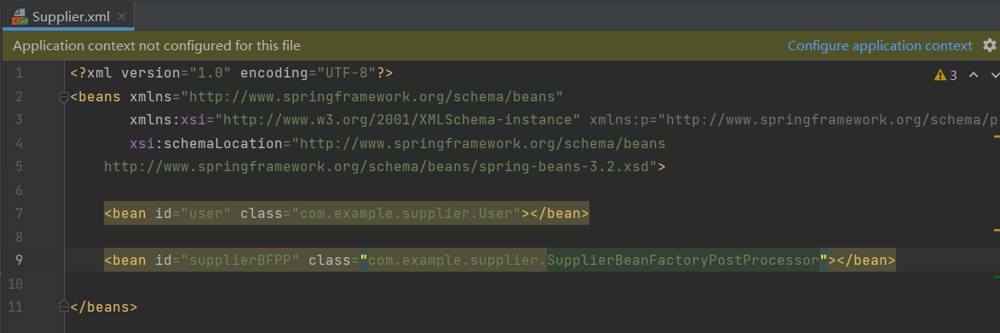 Supplier.xml
Application context not configured for this file
Configure application context
1 <?xml version="1.0" encoding="UTF-8"?>
3
2 <beans xmlns="http://www.springframework.org/schema/beans"
3 xmlns:xsi="http://www.w3.org/2001/XMLSchema-instance" xmlns:p="http://www.springframework.org/schema/p
4 xsi:schemaLocation="http://www.springframework.org/schema/beans
5 http://www.springframework.org/schema/beans/spring-beans-3.2.xsd">
6
7 <bean id="user" class="com.example.supplier.User"></bean>
8
9 <bean id="supplierBFPP" class="com.example.supplier.SupplierBeanFactoryPostProcessor"></bean>
10
11 </beans>